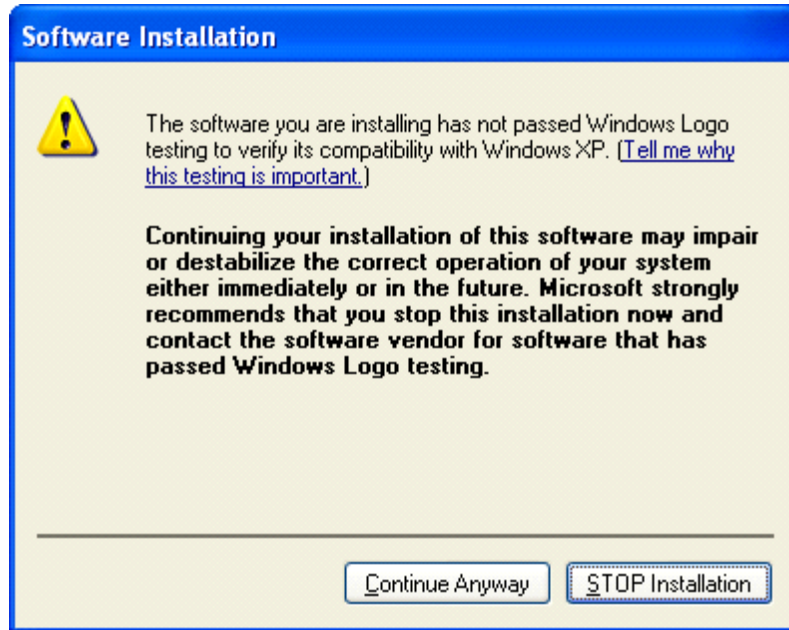 Software Installation
The software you are installing has not passed Windows Logo
testing to verify its compatibility with Windows XP. (Tell me why
this testing is important.)
Continuing your installation of this software may impair
or destabilize the correct operation of your system
either immediately or in the future. Microsoft strongly
recommends that you stop this installation now and
contact the software vendor for software that has
passed Windows Logo testing.
Continue Anyway
STOP Installation